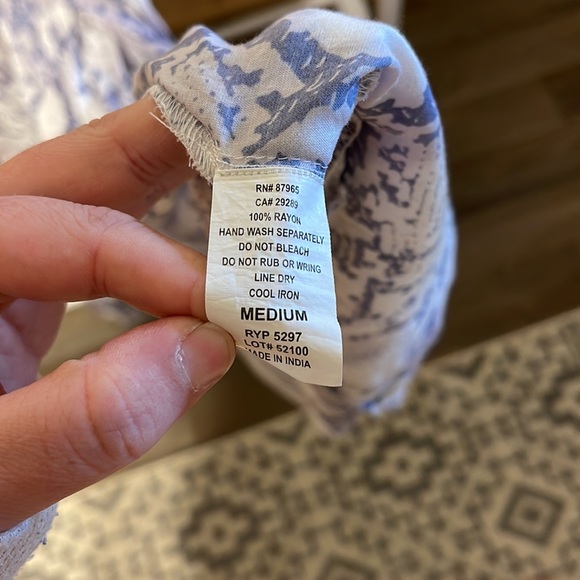 RN# 87965
CA# 29289
100% RAYON
HAND WASH SEPARATELY
DO NOT BLEACH
DO NOT RUB OR WRING
LINE DRY
COOL IRON
MEDIUM
RYP 5297
LOT# 52100
MADE IN INDIA